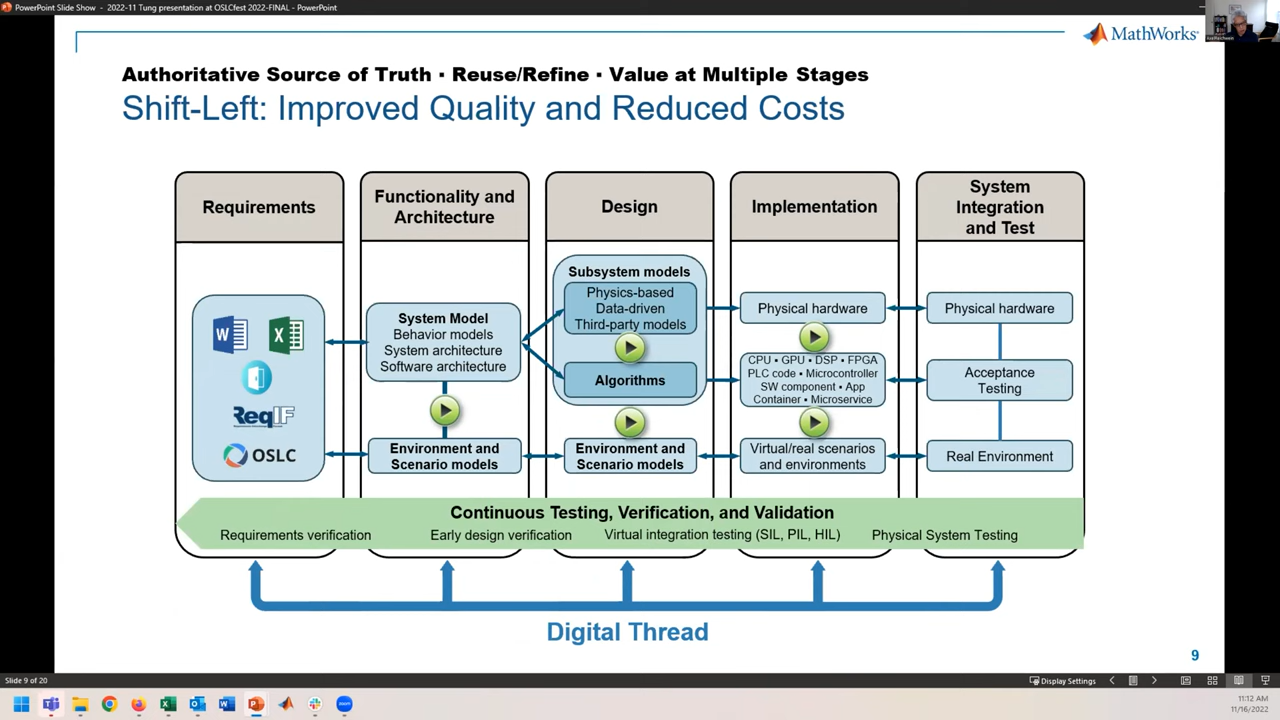 PowerPoint Slide Show - 2022-11 Tung presentation at OSLCfest 2022-FINAL - PowerPoint
MathWorks®
Authoritative Source of Truth ▪ Reuse/Refine ▪ Value at Multiple Stages
Shift-Left: Improved Quality and Reduced Costs
Requirements
W
X
ReqIF
OSLC
Functionality and
Architecture
System Model
Behavior models
System architecture
Software architecture
Environment and
Scenario models
Design
Subsystem models
Physics-based
Data-driven
Third-party models
Algorithms
Environment and
Scenario models
Implementation
Physical hardware
CPU ▪ GPU ▪ DSP ▪ FPGA
PLC code ▪ Microcontroller
SW component ▪ App
Container ▪ Microservice
Virtual/real scenarios
and environments
System
Integration
and Test
Physical hardware
Acceptance
Testing
Real Environment
Continuous Testing, Verification, and Validation
Requirements verification
Early design verification
Virtual integration testing (SIL, PIL, HIL)
Physical System Testing
Digital Thread
9
Slide 9 of 20
Display Settings
11:12 AM
11/16/2022